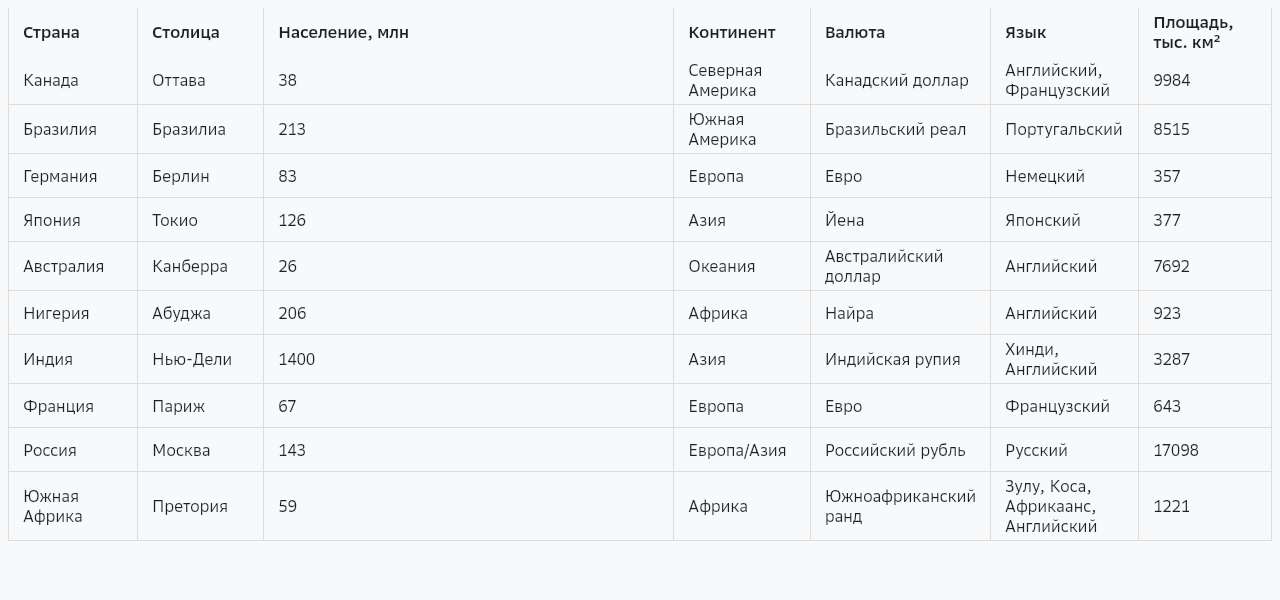 Страна Столица Население, млн Континент Валюта Язык Площадь,
тыс. км²
Канада Оттава 38 Северная
Америка Канадский доллар Английский,
Французский 9984
Бразилия Бразилиа 213 Южная
Америка Бразильский реал Португальский 8515
Германия Берлин 83 Европа Евро Немецкий 357
Япония Токио 126 Азия Йена Японский 377
Австралия Канберра 26 Океания Австралийский
доллар Английский 7692
Нигерия Абуджа 206 Африка Найра Английский 923
Индия Нью-Дели 1400 Азия Индийская рупия Хинди,
Английский 3287
Франция Париж 67 Европа Евро Французский 643
Россия Москва 143 Европа/Азия Российский рубль Русский 17098
Южная
Африка Претория 59 Африка Южноафриканский
ранд Зулу, Коса,
Африкаанс,
Английский 1221